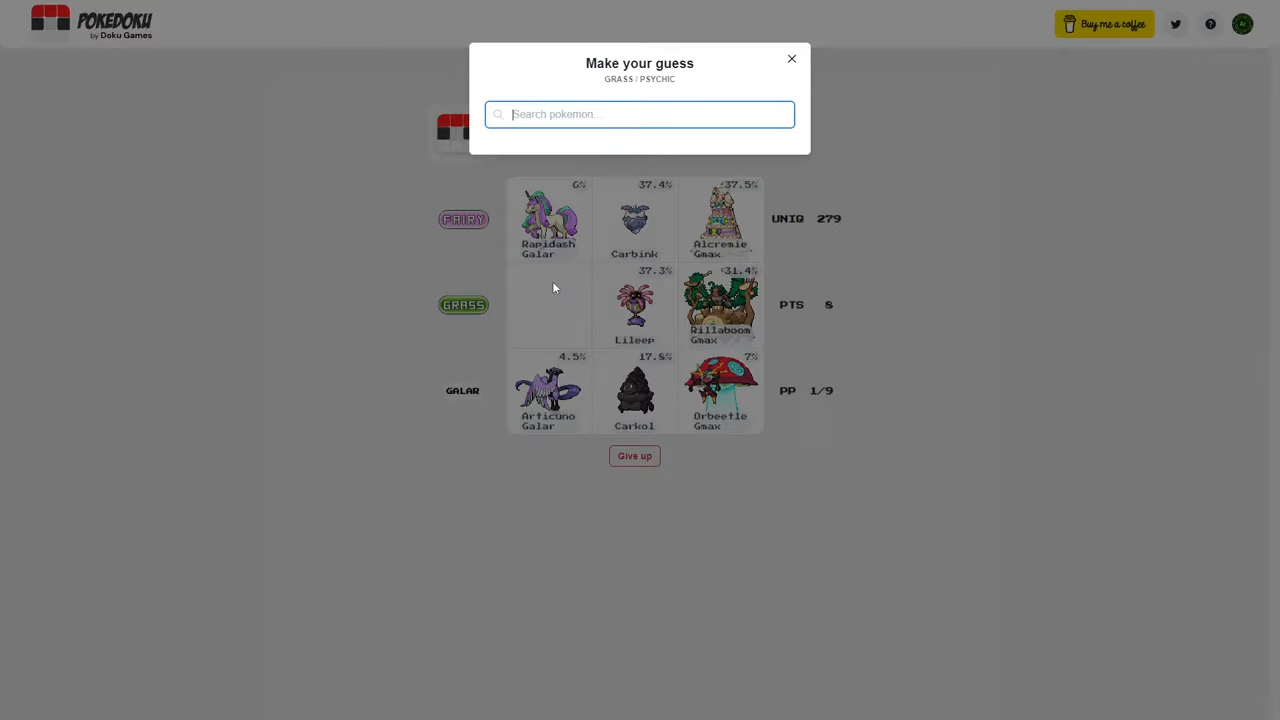 POKEDOKU
by Doku Games
Buy me a coffee
Make your guess
GRASS / PSYCHIC
Search pokemon...
FAIRY
6%
Rapidash
Galar
37.4%
Carbink
37.5%
Alcremie
Gmax
UNIQ 279
GRASS
37.3%
Lileep
31.4%
Rillaboom
Gmax
PTS 8
GALAR
4.5%
Articuno
Galar
17.8%
Carkol
7%
Orbeetle
Gmax
PP 1/9
Give up